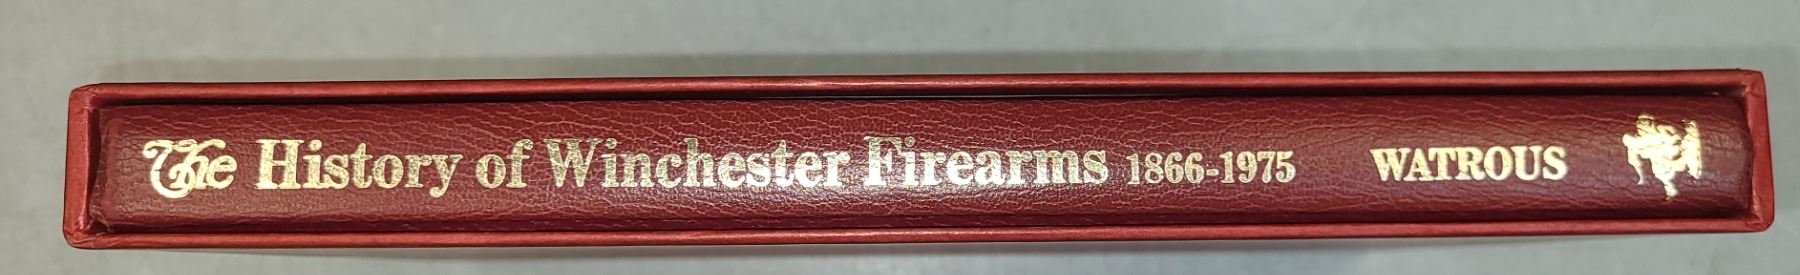 The History of Winchester Firearms 1866-1975 WATROUS